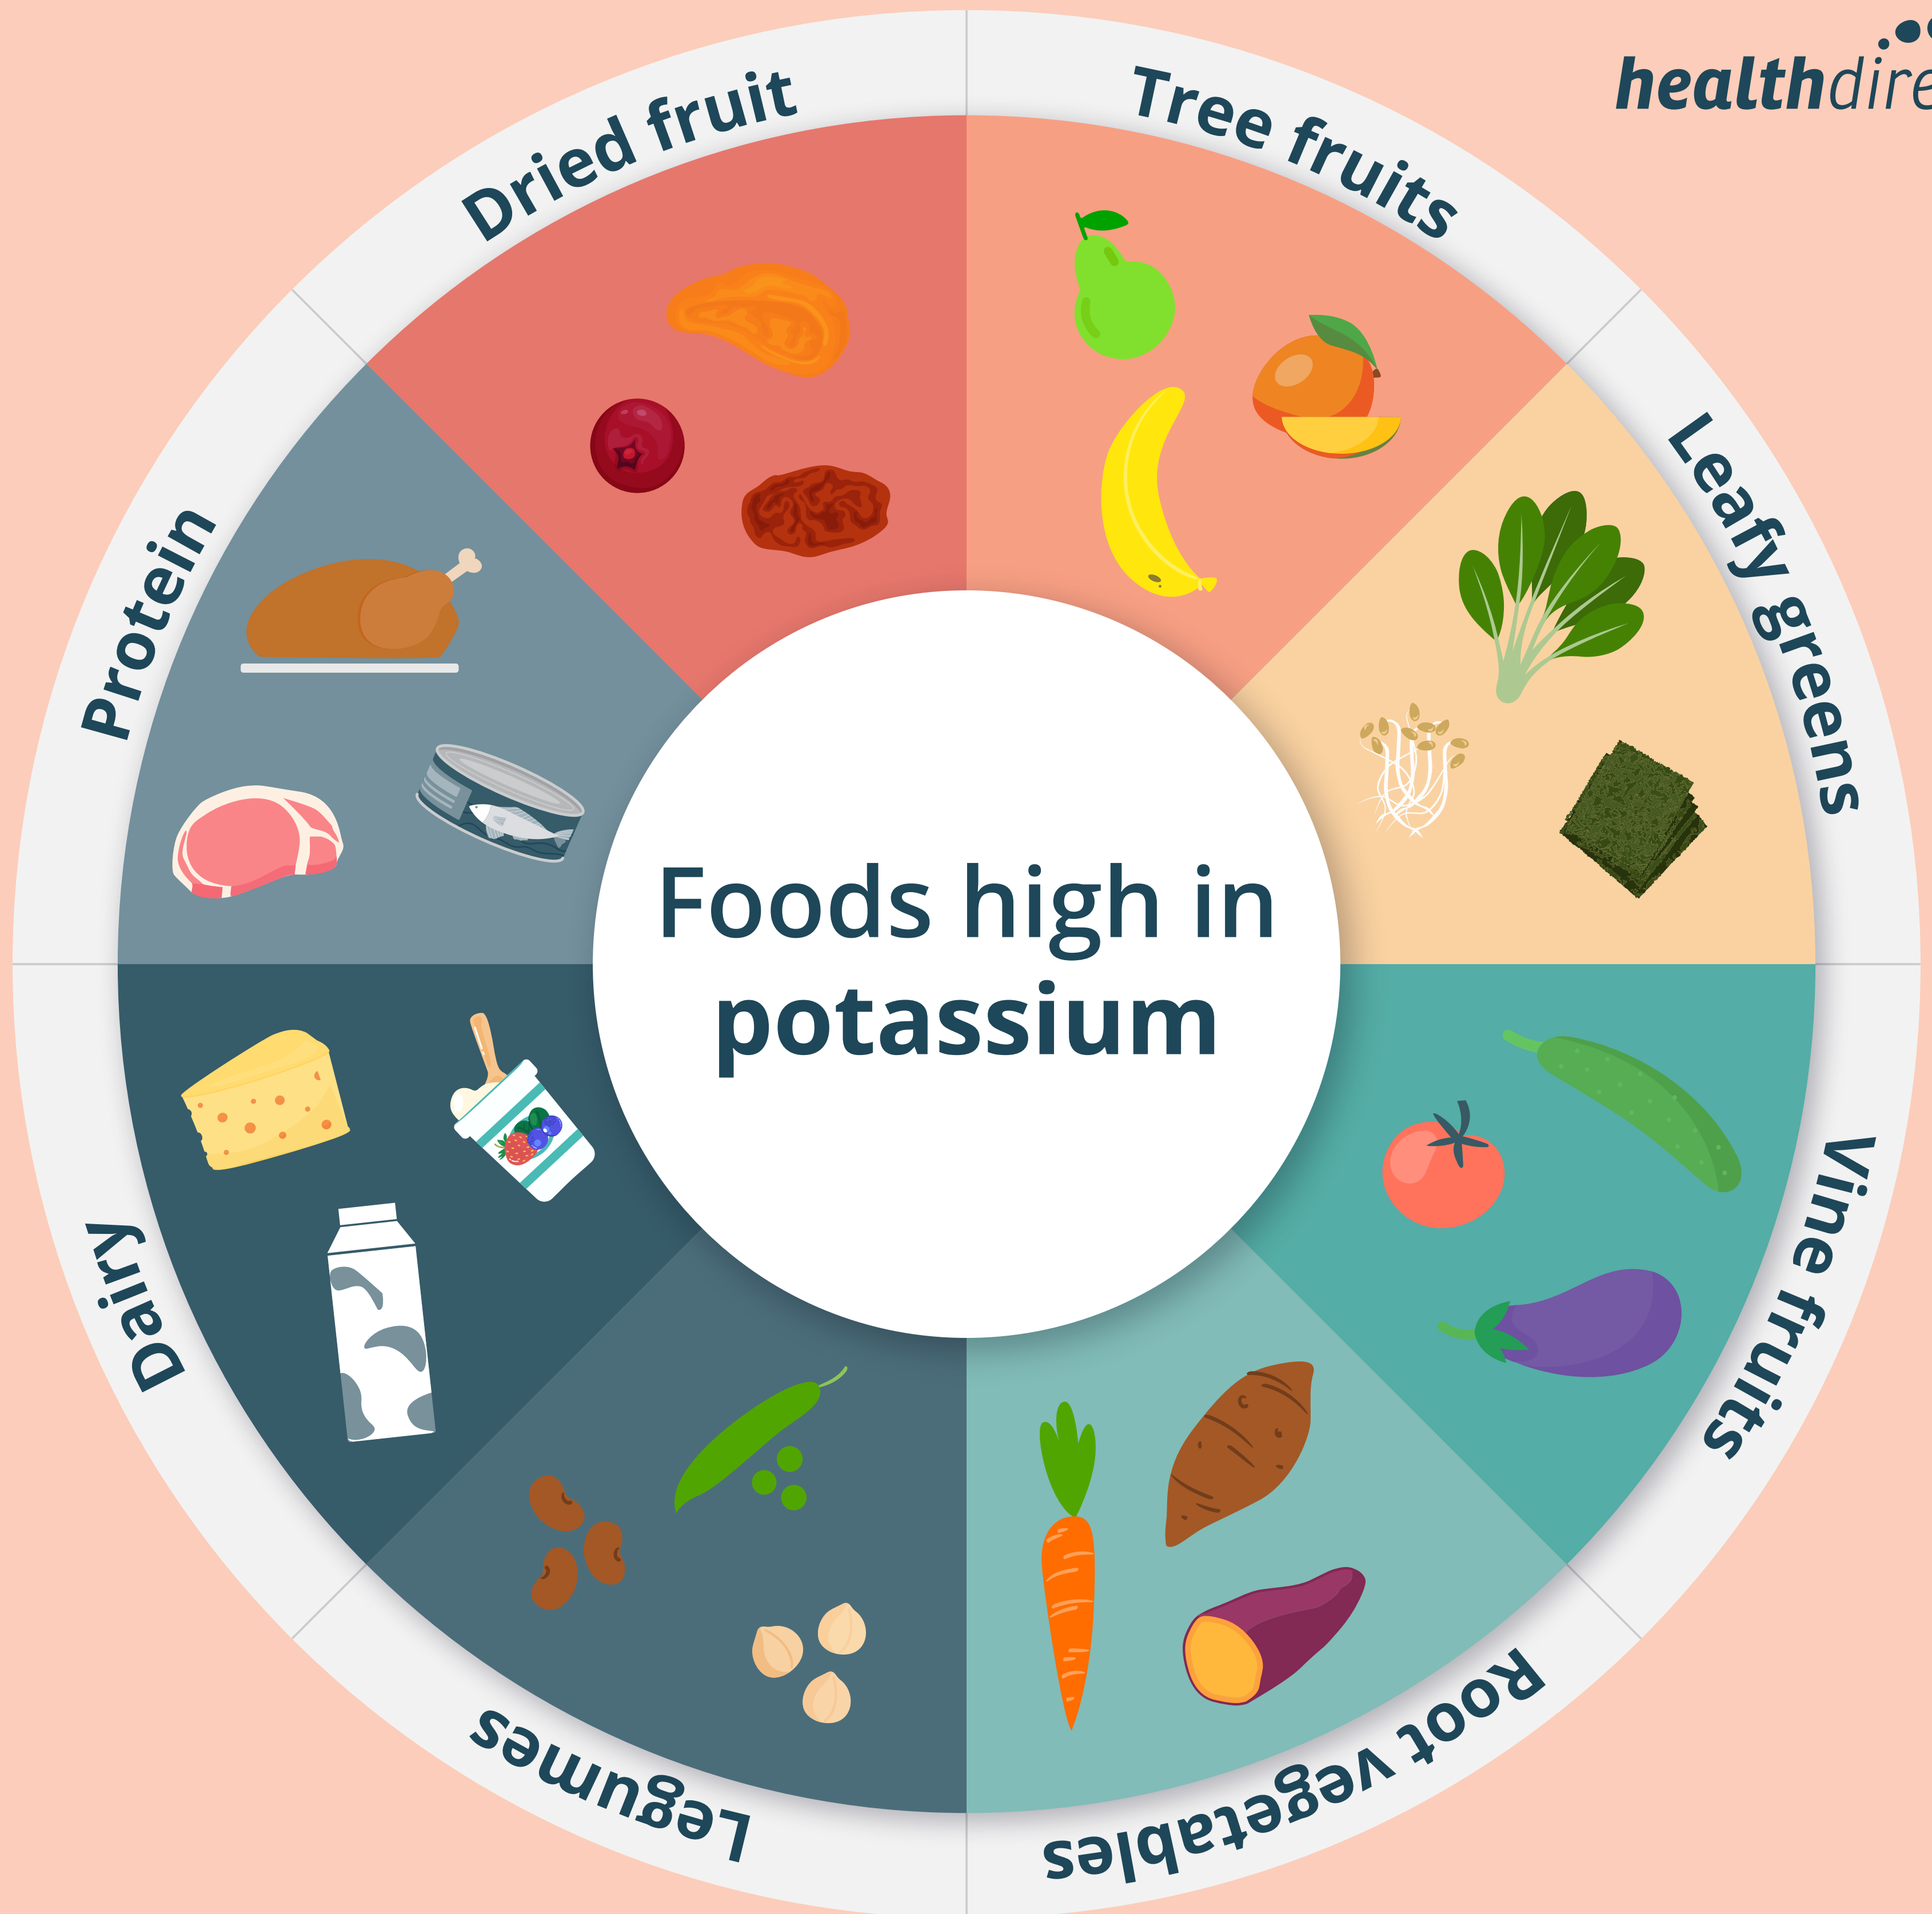 healthdire
Dried fruit
Tree fruits
Leafy greens
Vine fruits
Root vegetables
Legumes
Dairy
Protein
Foods high in
potassium